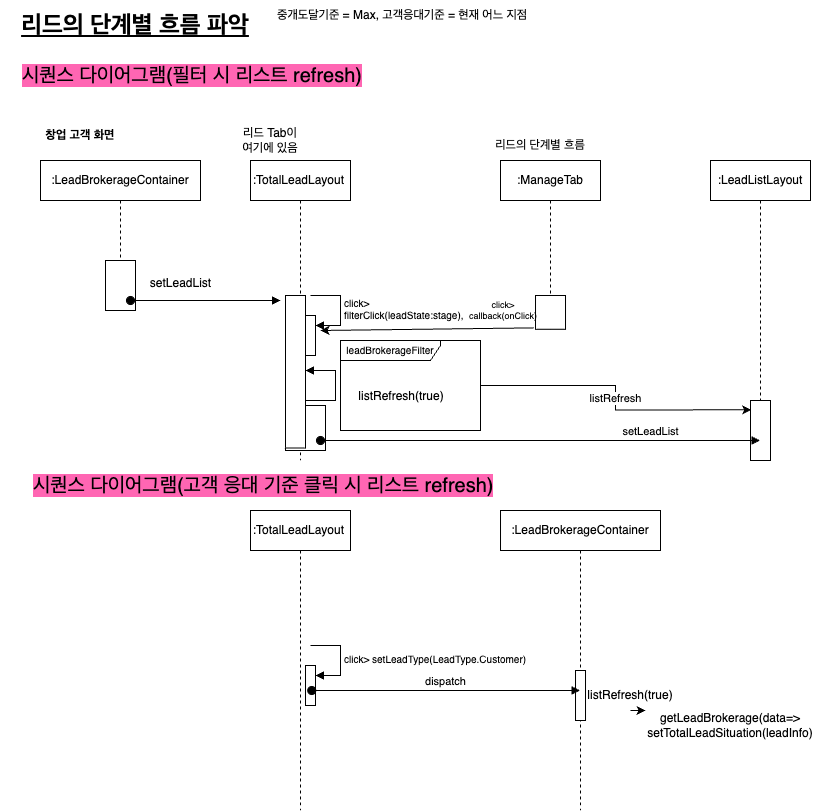 리드의 단계별 흐름 파악
중개도달기준 = Max, 고객응대기준 = 현재 어느 지점
시퀀스 다이어그램(필터 시 리스트 refresh)
창업 고객 화면
리드 Tab이
여기에 있음
리드의 단계별 흐름
:LeadBrokerageContainer
:TotalLeadLayout
:ManageTab
:LeadListLayout
setLeadList
click>
filterClick(leadState:stage),
click>
callback(onClick)
leadBrokerageFilter
listRefresh(true)
listRefresh
setLeadList
시퀀스 다이어그램(고객 응대 기준 클릭 시 리스트 refresh)
:TotalLeadLayout
:LeadBrokerageContainer
click> setLeadType(LeadType.Customer)
dispatch
listRefresh(true)
getLeadBrokerage(data=>
setTotalLeadSituation(leadInfo)